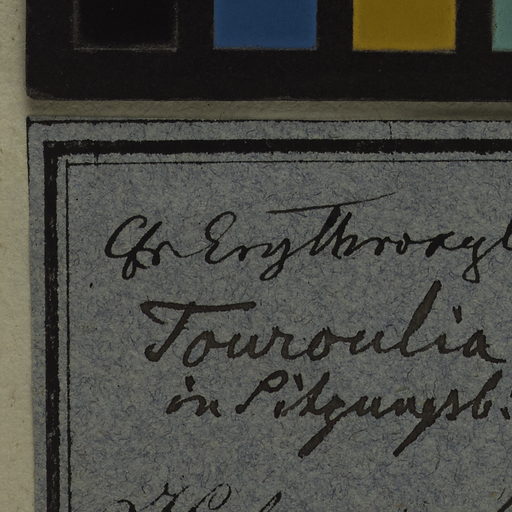 Cfr Erythroxyl
Touroulia
in Sitzungsb.